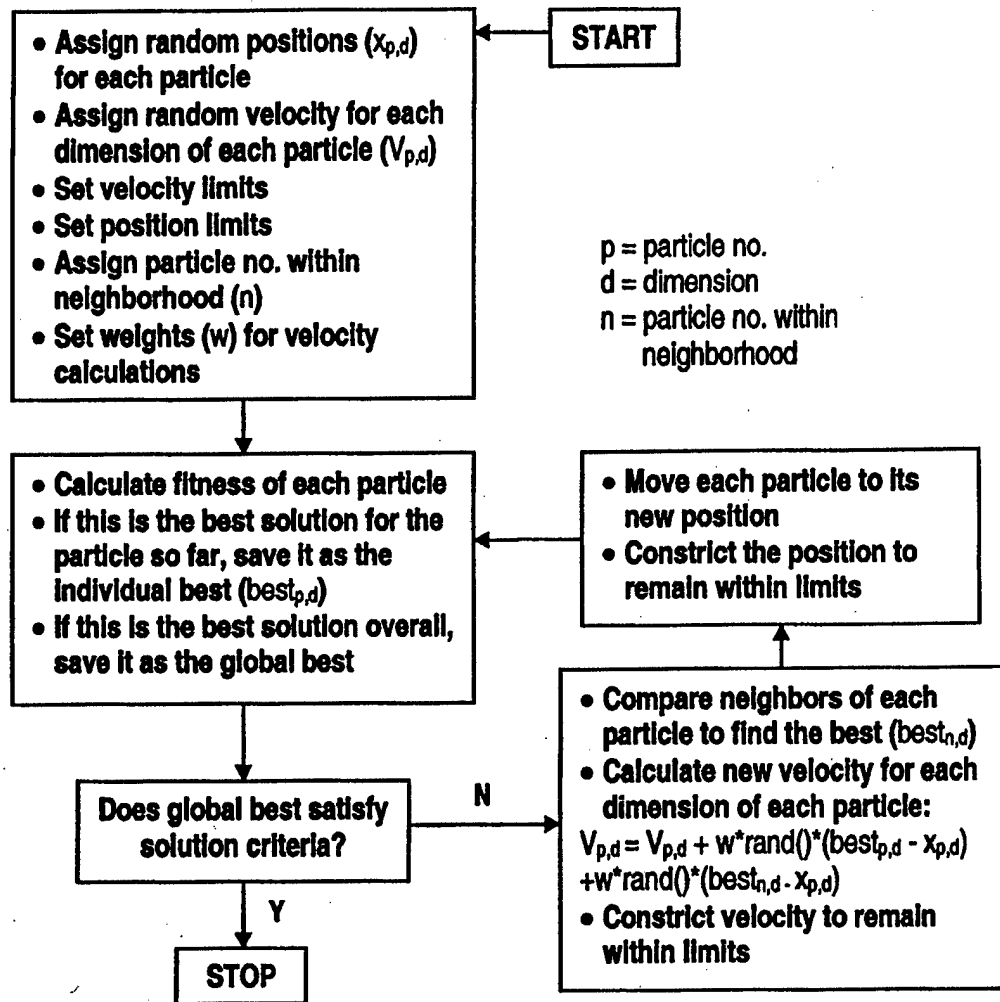 START
• Assign random positions (xp,d)
for each particle
• Assign random velocity for each
dimension of each particle (Vp,d)
• Set velocity limits
• Set position limits
• Assign particle no. within
neighborhood (n)
• Set weights (w) for velocity
calculations
p = particle no.
d = dimension
n = particle no. within
neighborhood
• Calculate fitness of each particle
• If this is the best solution for the
particle so far, save it as the
individual best (bestp,d)
• If this is the best solution overall,
save it as the global best
• Move each particle to its
new position
• Constrict the position to
remain within limits
Does global best satisfy
solution criteria?
N
Y
STOP
• Compare neighbors of each
particle to find the best (bestn,d)
• Calculate new velocity for each
dimension of each particle:
Vp,d = Vp,d + w*rand()*(bestp,d - xp,d)
+w*rand()*(bestn,d - xp,d)
• Constrict velocity to remain
within limits